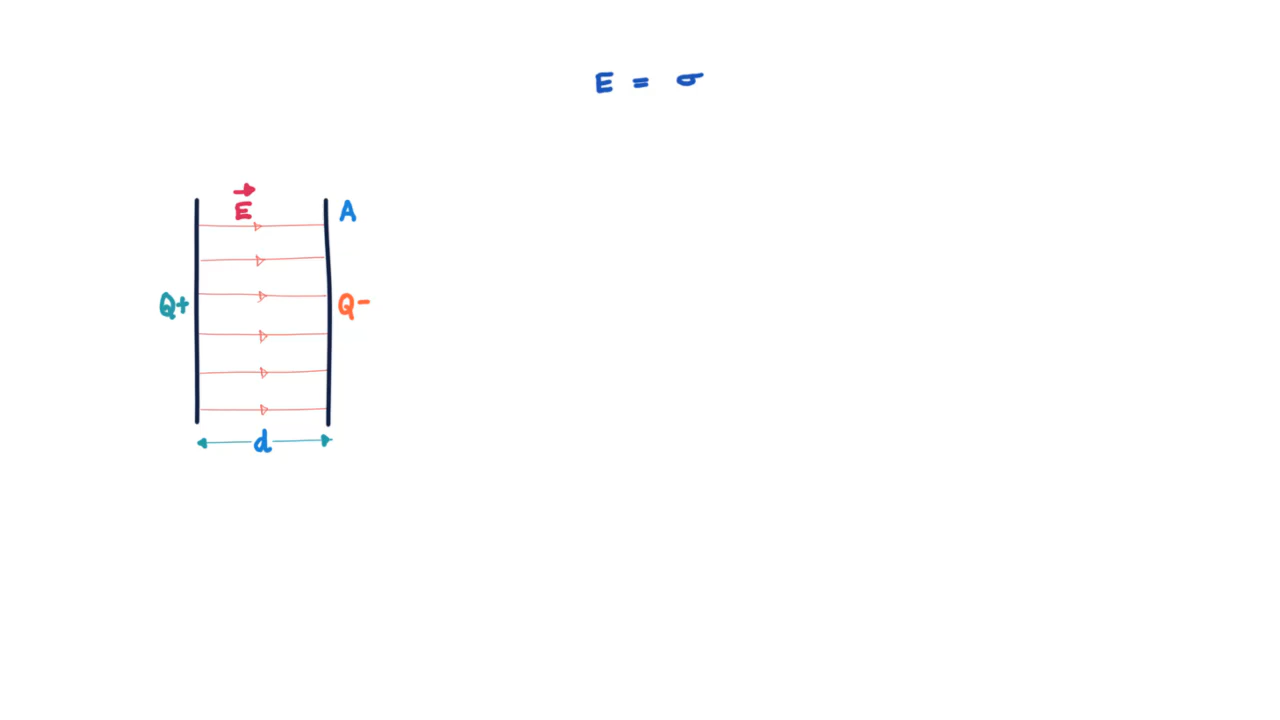 E = σ
E
A
Q+
Q-
d